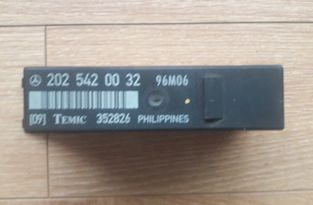 202 542 00 32 96M06
[09] TEMIC 352826 PHILIPPINES